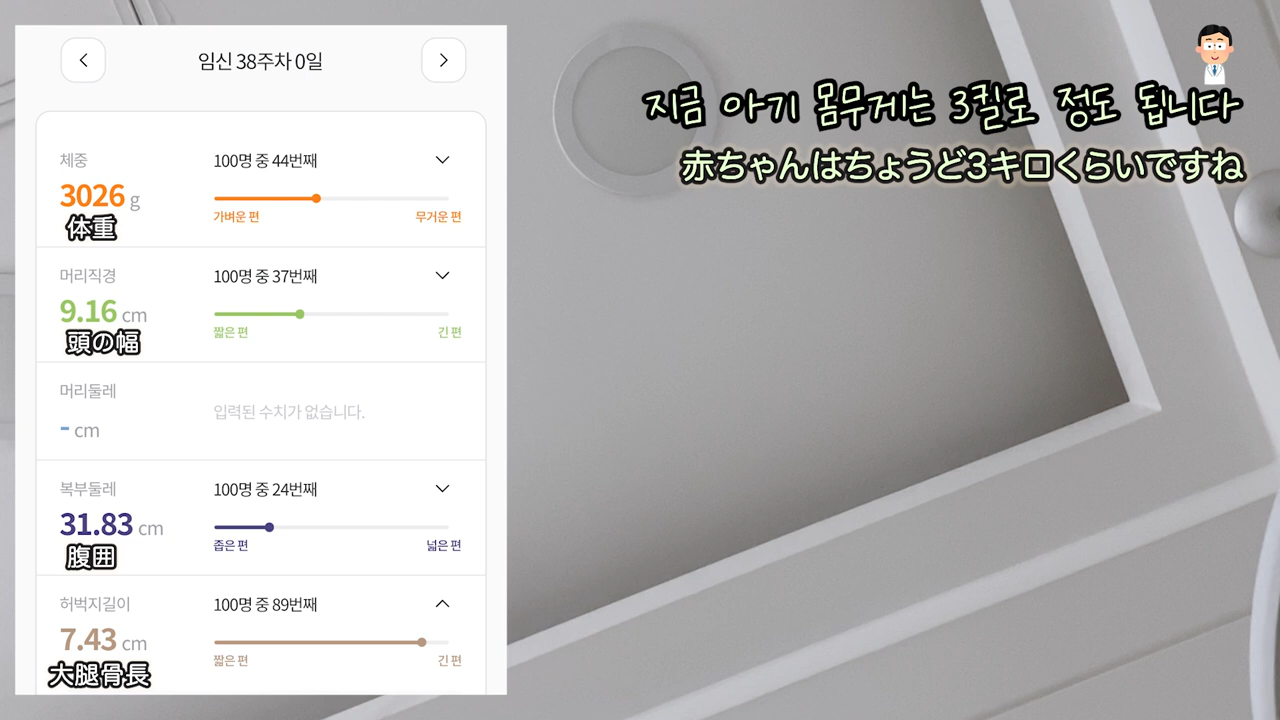 임신 38주차 0일
체중
100명 중 44번째
3026 g
가벼운 편
무거운 편
体重
머리직경
100명 중 37번째
9.16 cm
짧은 편
긴 편
頭の幅
머리둘레
입력된 수치가 없습니다.
- cm
복부둘레
100명 중 24번째
31.83 cm
좁은 편
넓은 편
腹囲
허벅지길이
100명 중 89번째
7.43 cm
짧은 편
긴 편
大腿骨長
지금 아기 몸무게는 3킬로 정도 됩니다
赤ちゃんはちょうど3キロくらいですね